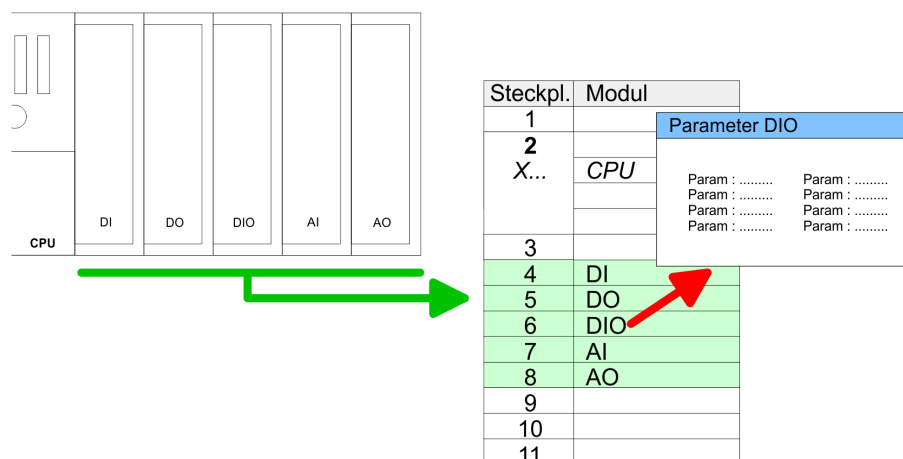 CPU
DI
DO
DIO
AI
AO
Steckpl. Modul
1
2
X... CPU
3
4 DI
5 DO
6 DIO
7 AI
8 AO
9
10
11
Parameter DIO
Param : ......... Param : .........
Param : ......... Param : .........
Param : ......... Param : .........
Param : ......... Param : .........